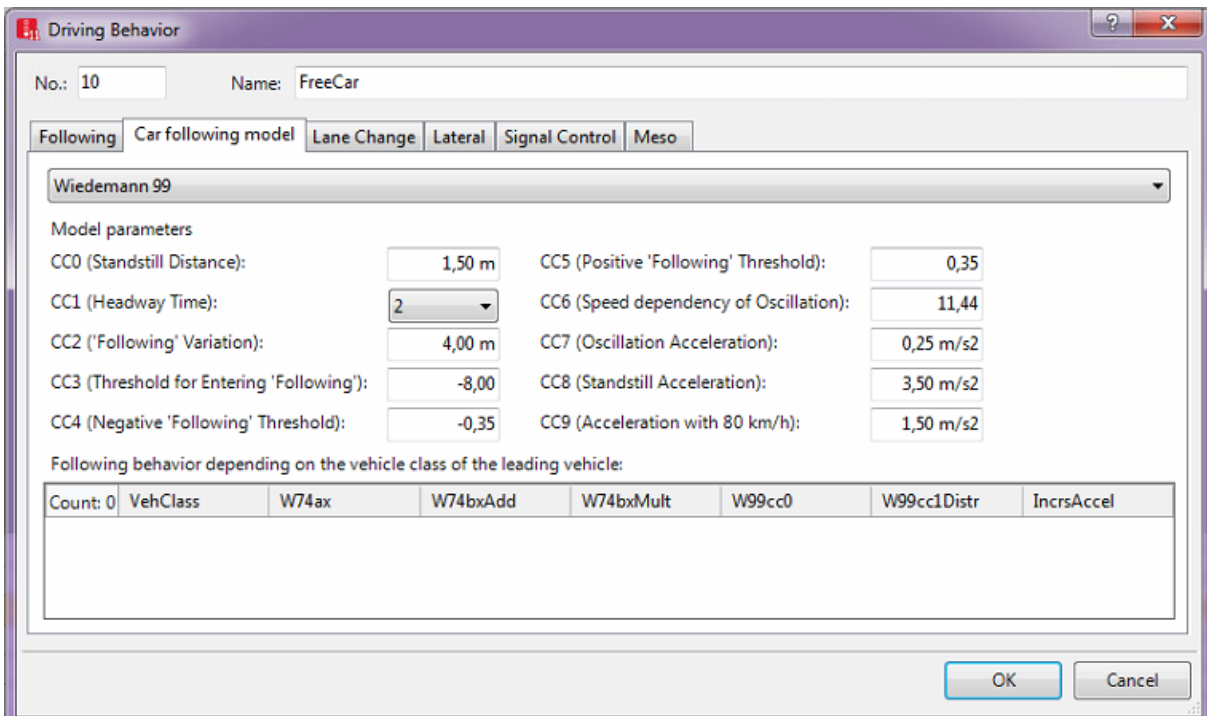 Driving Behavior
No.: 10 Name: FreeCar
Following Car following model Lane Change Lateral Signal Control Meso
Wiedemann 99
Model parameters
CC0 (Standstill Distance): 1,50 m CC5 (Positive 'Following' Threshold): 0,35
CC1 (Headway Time): 2 CC6 (Speed dependency of Oscillation): 11,44
CC2 ('Following' Variation): 4,00 m CC7 (Oscillation Acceleration): 0,25 m/s2
CC3 (Threshold for Entering 'Following'): -8,00 CC8 (Standstill Acceleration): 3,50 m/s2
CC4 (Negative 'Following' Threshold): -0,35 CC9 (Acceleration with 80 km/h): 1,50 m/s2
Following behavior depending on the vehicle class of the leading vehicle:
Count: 0 VehClass W74ax W74bxAdd W74bxMult W99cc0 W99cc1Distr IncrsAccel
OK Cancel